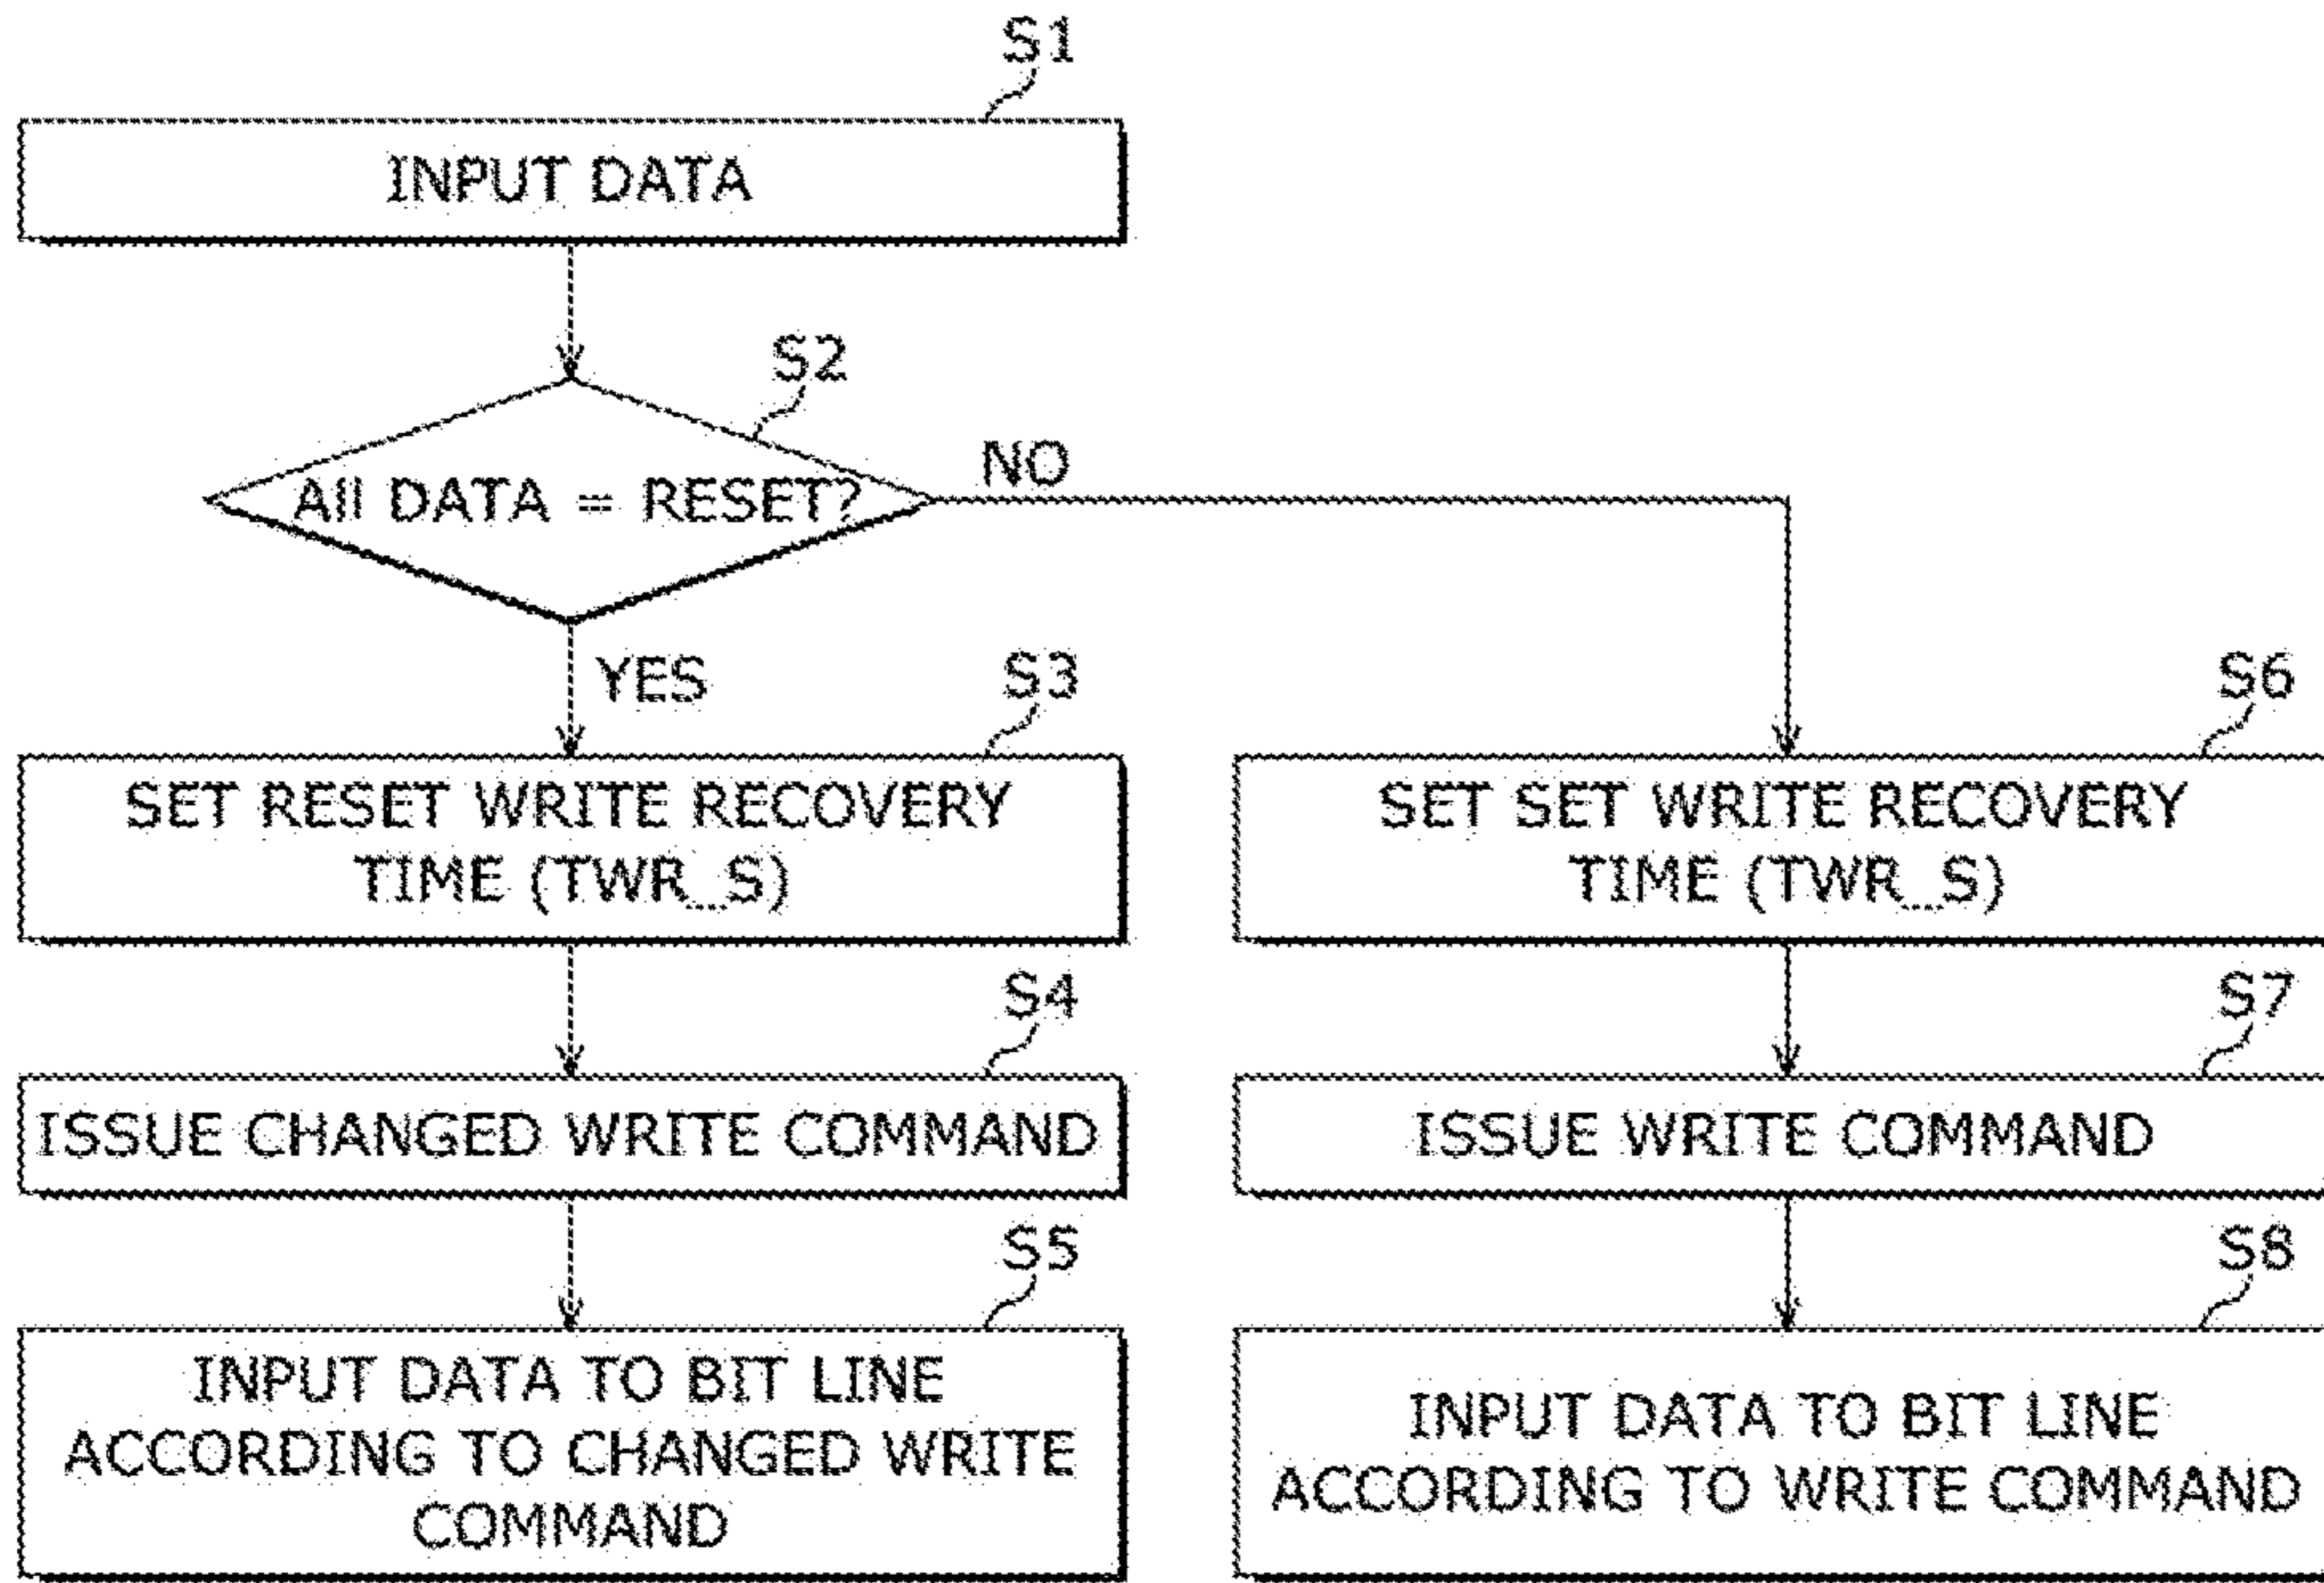 S1
INPUT DATA
S2
All DATA = RESET?
NO
YES
S3
SET RESET WRITE RECOVERY
TIME (TWR_S)
S4
ISSUE CHANGED WRITE COMMAND
S5
INPUT DATA TO BIT LINE
ACCORDING TO CHANGED WRITE
COMMAND
S6
SET SET WRITE RECOVERY
TIME (TWR_S)
S7
ISSUE WRITE COMMAND
S8
INPUT DATA TO BIT LINE
ACCORDING TO WRITE COMMAND